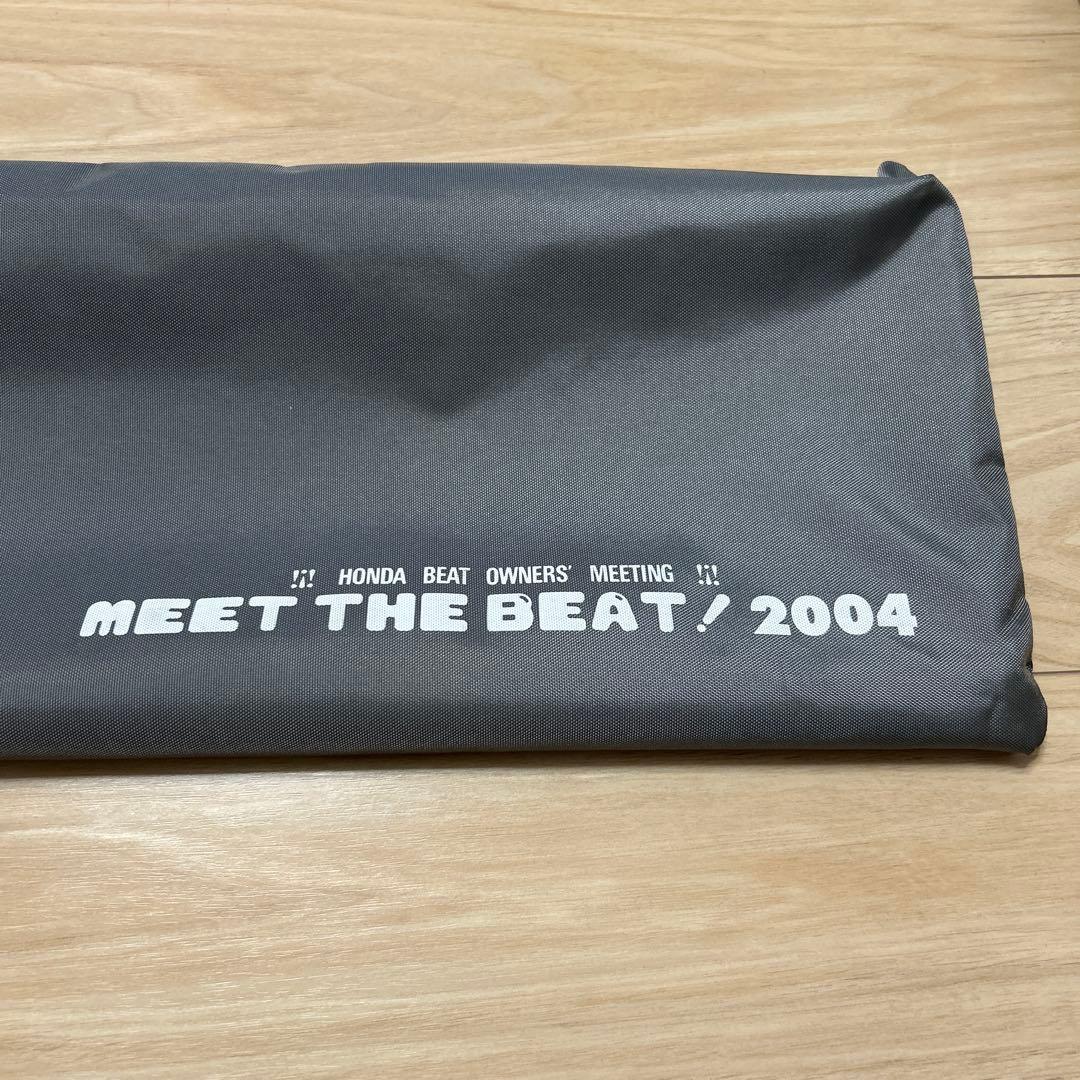 !¡! HONDA BEAT OWNERS' MEETING !¡!
MEET THE BEAT! 2004